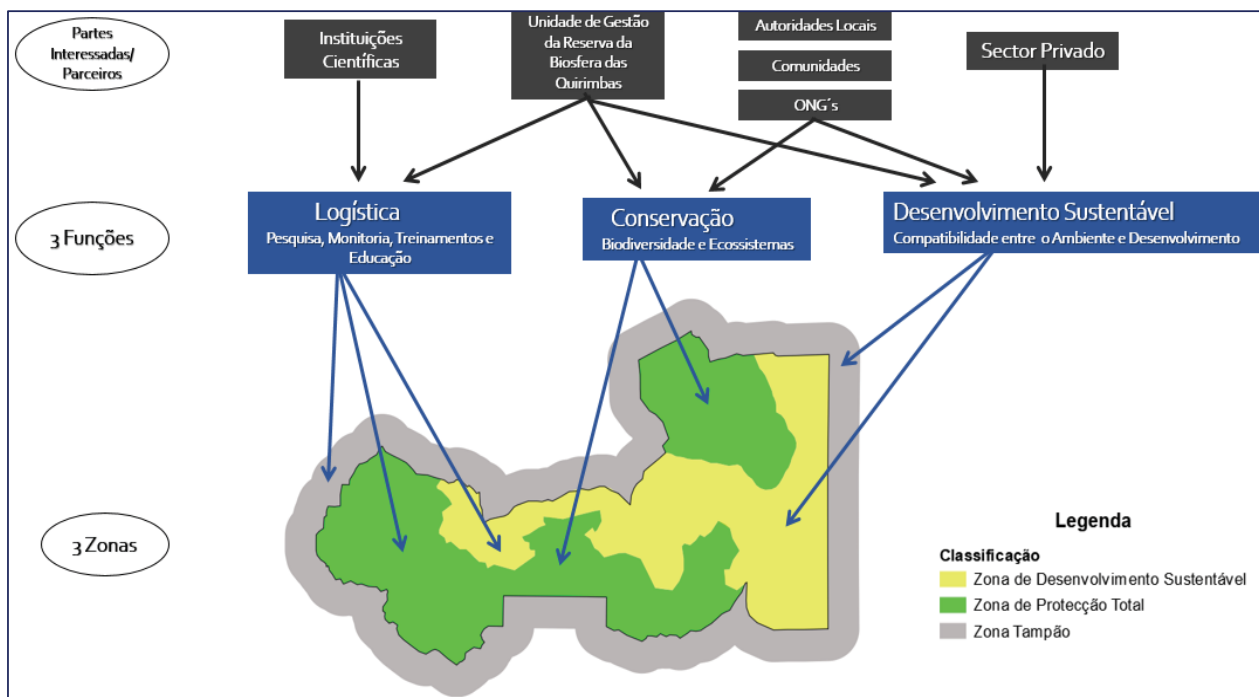 Partes
Interessadas/
Parceiros
Instituições
Científicas
Unidade de Gestão
da Reserva da
Biosfera das
Quirimbas
Autoridades Locais
Comunidades
ONG´s
Sector Privado
3 Funções
Logística
Pesquisa, Monitoria, Treinamentos e
Educação
Conservação
Biodiversidade e Ecossistemas
Desenvolvimento Sustentável
Compatibilidade entre o Ambiente e Desenvolvimento
3 Zonas
Legenda
Classificação
Zona de Desenvolvimento Sustentável
Zona de Protecção Total
Zona Tampão